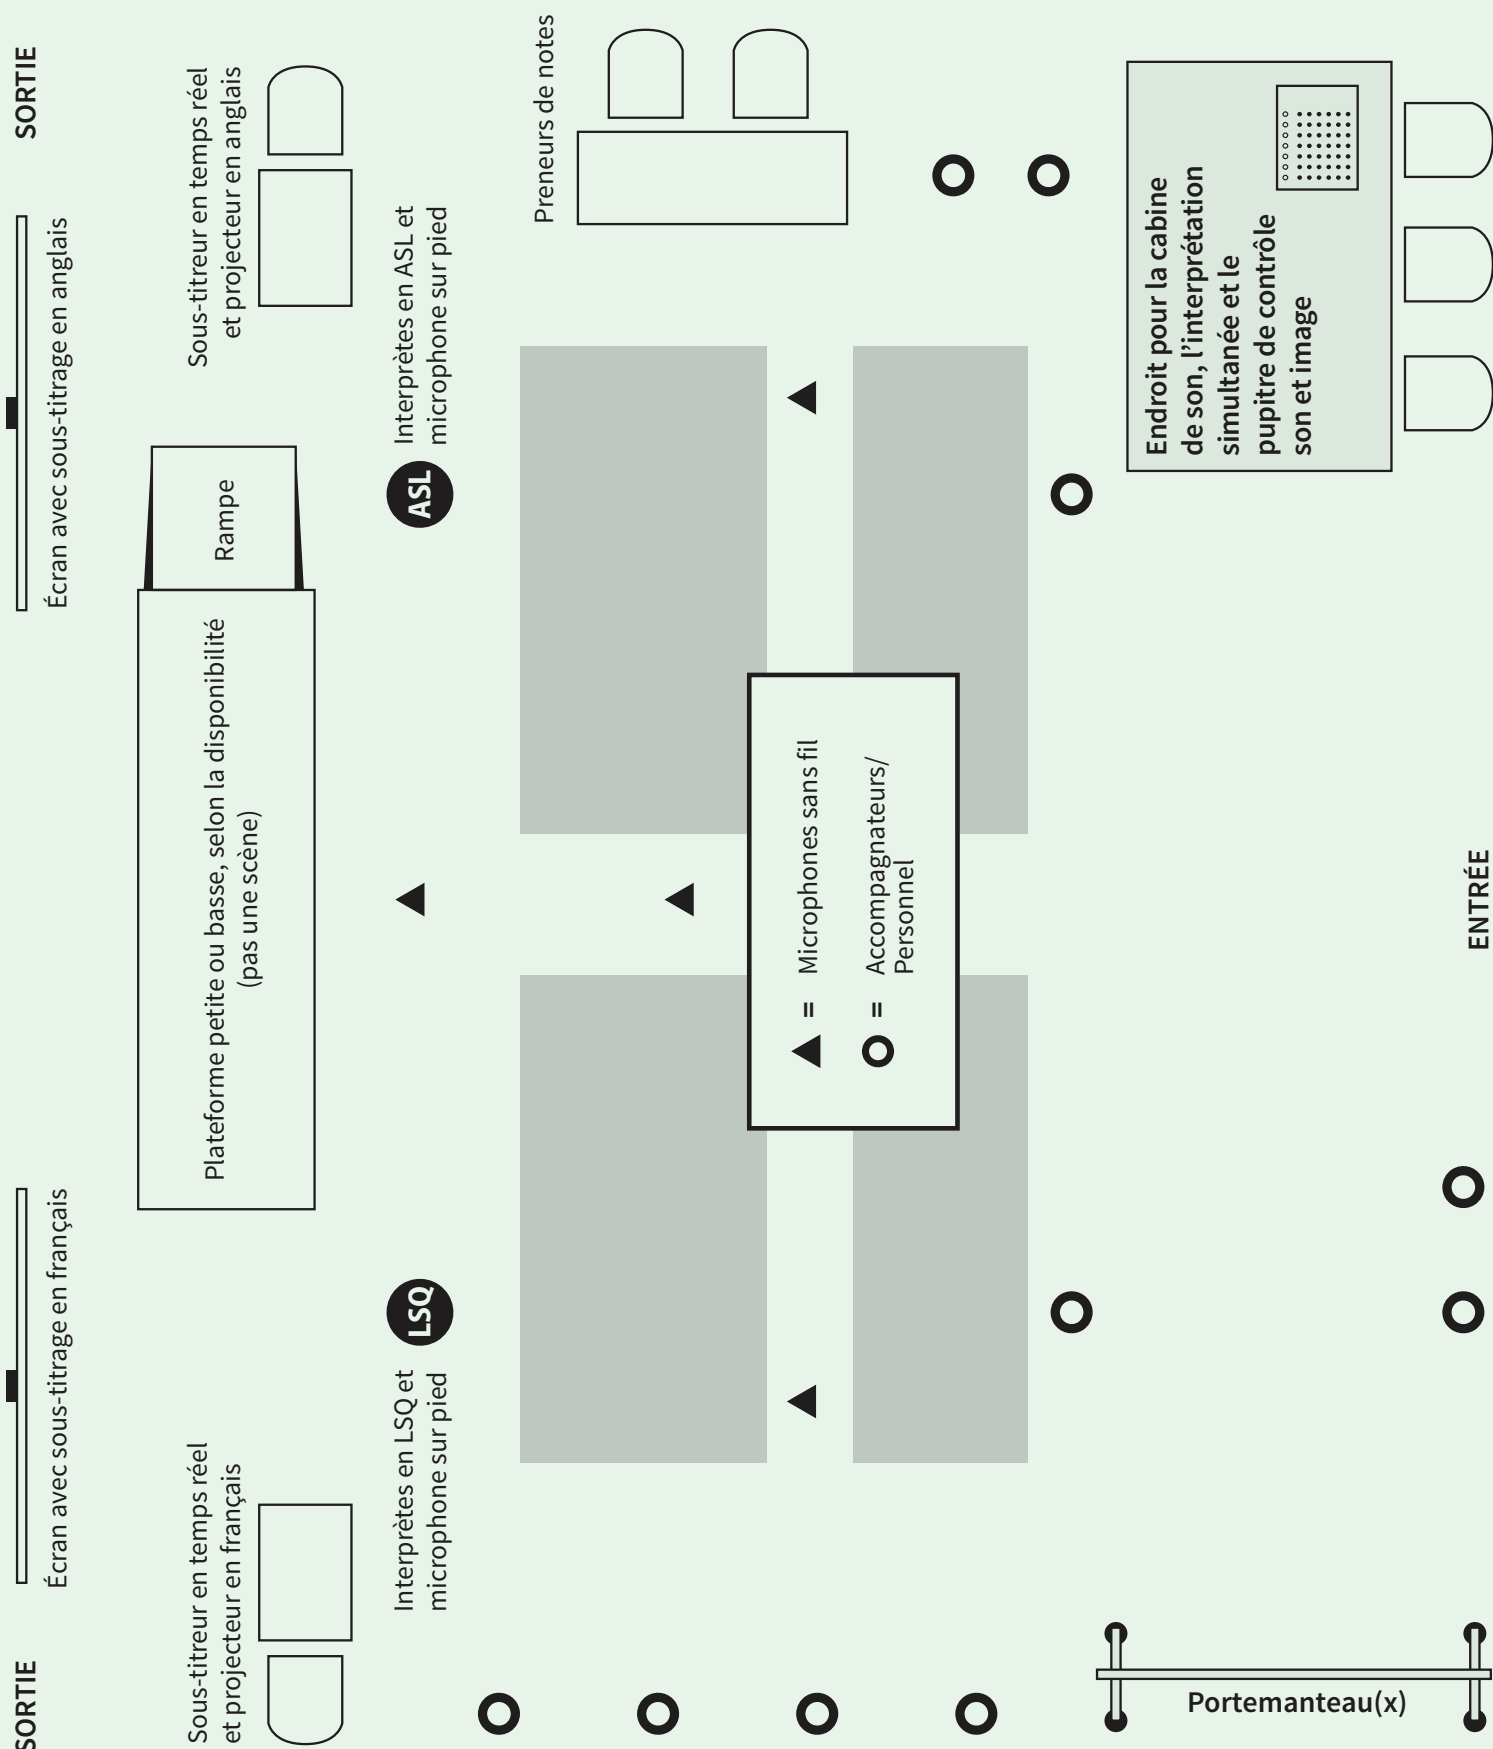 SORTIE
SORTIE
Écran avec sous-titrage en français
Écran avec sous-titrage en anglais
Sous-titreur en temps réel
et projecteur en français
Plateforme petite ou basse, selon la disponibilité
(pas une scène)
Rampe
Sous-titreur en temps réel
et projecteur en anglais
Interprètes en LSQ et
microphone sur pied
LSQ
ASL
Interprètes en ASL et
microphone sur pied
Preneurs de notes
= Microphones sans fil
= Accompagnateurs/
Personnel
Portemanteau(x)
Endroit pour la cabine
de son, l’interprétation
simultanée et le
pupitre de contrôle
son et image
ENTRÉE